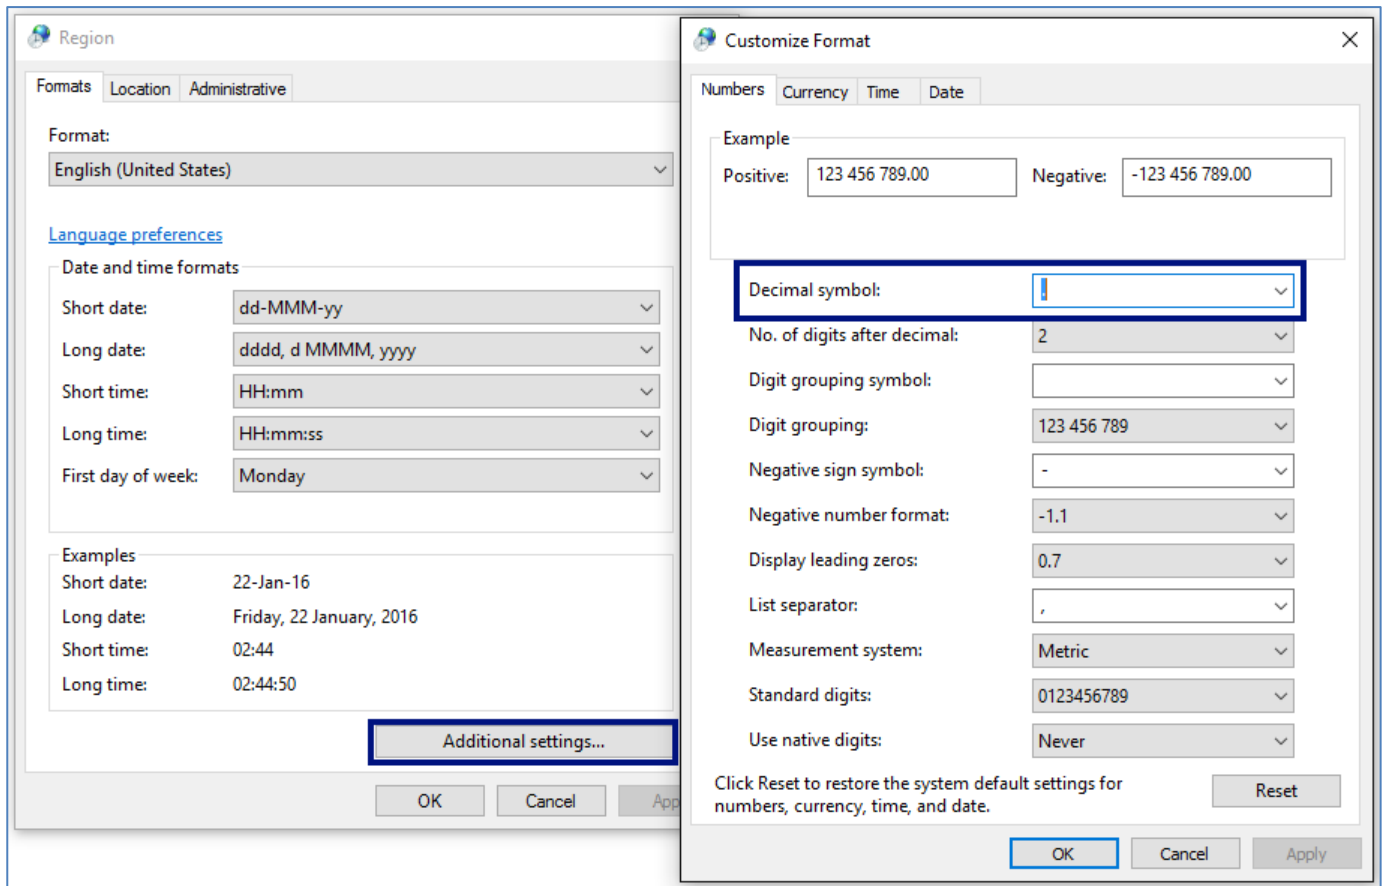 Region
Formats Location Administrative
Format:
English (United States)
Language preferences
Date and time formats
Short date: dd-MMM-yy
Long date: dddd, d MMMM, yyyy
Short time: HH:mm
Long time: HH:mm:ss
First day of week: Monday
Examples
Short date: 22-Jan-16
Long date: Friday, 22 January, 2016
Short time: 02:44
Long time: 02:44:50
Additional settings...
OK Cancel App
Customize Format
Numbers Currency Time Date
Example
Positive: 123 456 789.00 Negative: -123 456 789.00
Decimal symbol: .
No. of digits after decimal: 2
Digit grouping symbol:
Digit grouping: 123 456 789
Negative sign symbol: -
Negative number format: -1.1
Display leading zeros: 0.7
List separator: ,
Measurement system: Metric
Standard digits: 0123456789
Use native digits: Never
Click Reset to restore the system default settings for
numbers, currency, time, and date.
Reset
OK Cancel Apply